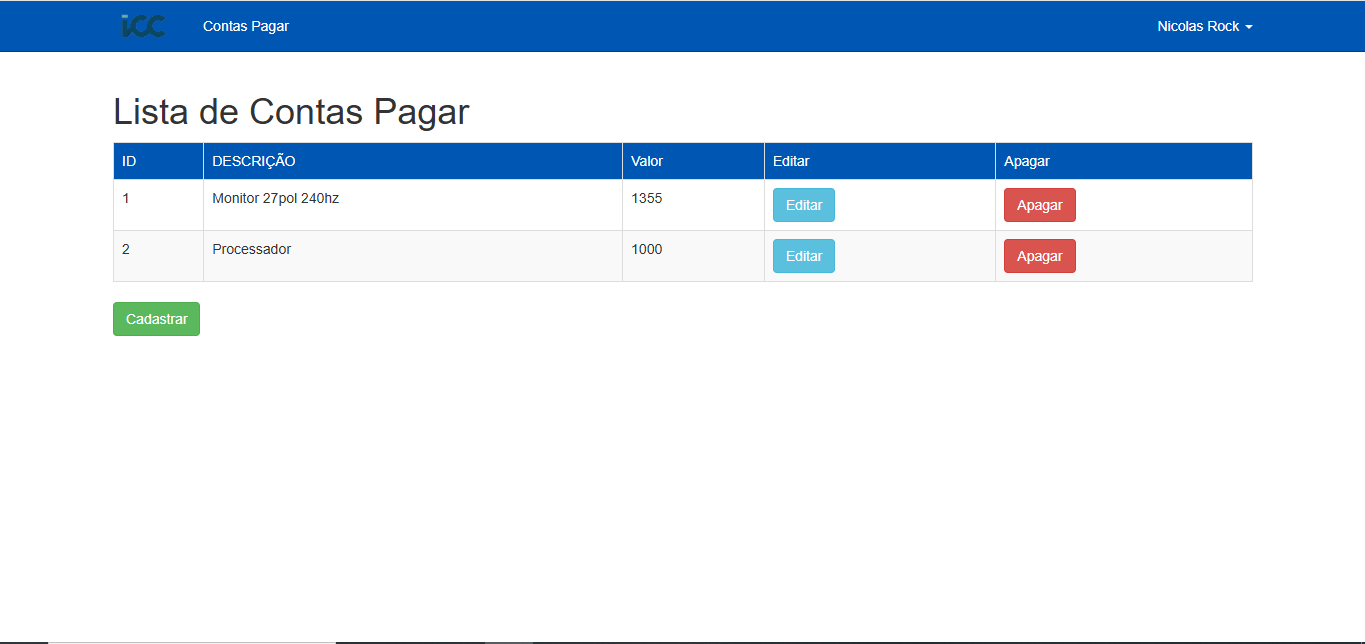 icc Contas Pagar Nicolas Rock
Lista de Contas Pagar
ID DESCRIÇÃO Valor Editar Apagar
1 Monitor 27pol 240hz 1355 Editar Apagar
2 Processador 1000 Editar Apagar
Cadastrar